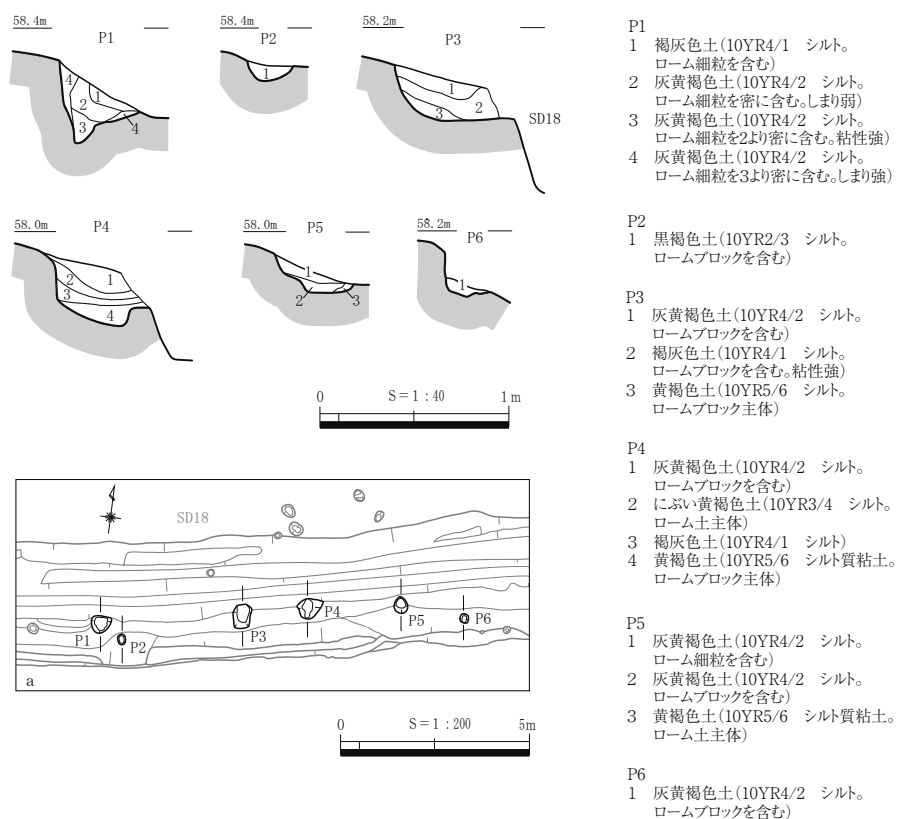 58.4m
P1
4
1
2
3
4
58.4m
P2
1
58.2m
P3
1
2
3
SD18
58.0m
P4
2
1
3
4
58.0m
P5
1
2
3
58.2m
P6
1
0 S=1:40 1m
SD18
P1
P2
P3
P4
P5
P6
a
0 S=1:200 5m
P1
1 褐灰色土(10YR4/1 シルト。
ローム細粒を含む)
2 灰黄褐色土(10YR4/2 シルト。
ローム細粒を密に含む。しまり弱)
3 灰黄褐色土(10YR4/2 シルト。
ローム細粒を2より密に含む。粘性強)
4 灰黄褐色土(10YR4/2 シルト。
ローム細粒を3より密に含む。しまり強)
P2
1 黒褐色土(10YR2/3 シルト。
ロームブロックを含む)
P3
1 灰黄褐色土(10YR4/2 シルト。
ロームブロックを含む)
2 褐灰色土(10YR4/1 シルト。
ロームブロックを含む。粘性強)
3 黄褐色土(10YR5/6 シルト。
ロームブロック主体)
P4
1 灰黄褐色土(10YR4/2 シルト。
ロームブロックを含む)
2 にぶい黄褐色土(10YR3/4 シルト。
ローム土主体)
3 褐灰色土(10YR4/1 シルト)
4 黄褐色土(10YR5/6 シルト質粘土。
ロームブロック主体)
P5
1 灰黄褐色土(10YR4/2 シルト。
ローム細粒を含む)
2 灰黄褐色土(10YR4/2 シルト。
ロームブロックを含む)
3 黄褐色土(10YR5/6 シルト質粘土。
ローム土主体)
P6
1 灰黄褐色土(10YR4/2 シルト。
ロームブロックを含む)